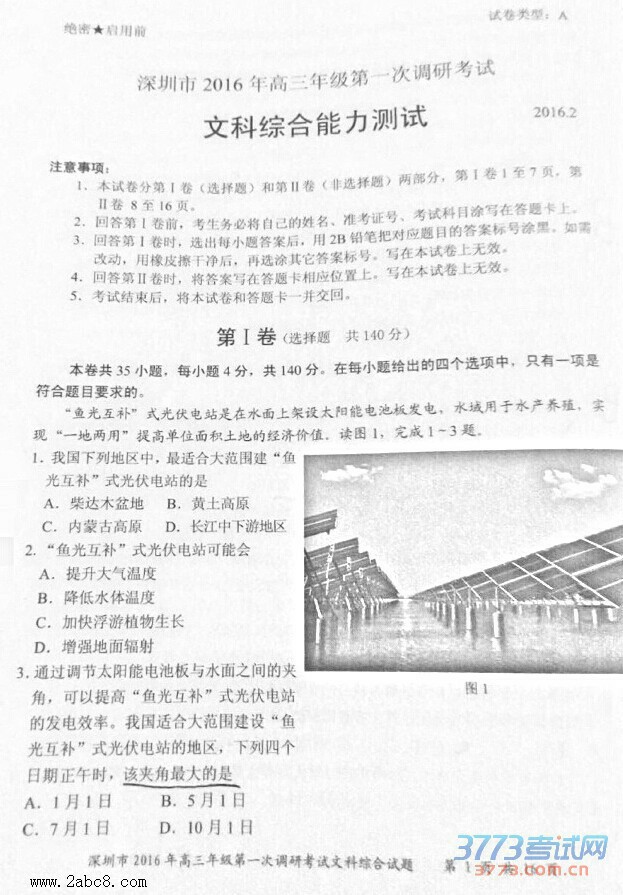 绝密★启用前
试卷类型：A
深圳市 2016 年高三年级第一次调研考试
文科综合能力测试
2016.2
注意事项：
1、本试卷分第Ⅰ卷（选择题）和第Ⅱ卷（非选择题）两部分，第Ⅰ卷 1 至 7 页，第
Ⅱ卷 8 至 16 页。
2、回答第Ⅰ卷前，考生务必将自己的姓名、准考证号、考试科目涂写在答题卡上。
3、回答第Ⅰ卷时，选出每小题答案后，用 2B 铅笔把对应题目的答案标号涂黑。如需
改动，用橡皮擦干净后，再选涂其它答案标号。写在本试卷上无效。
4、回答第Ⅱ卷时，将答案写在答题卡相应位置上。写在本试卷上无效。
5、考试结束后，将本试卷和答题卡一并交回。
第Ⅰ卷（选择题 共 140 分）
本卷共 35 小题，每小题 4 分，共 140 分。在每小题给出的四个选项中，只有一项是
符合题目要求的。
“鱼光互补”式光伏电站是在水面上架设太阳能电池板发电，水域用于水产养殖，实
现“一地两用”提高单位面积土地的经济价值。读图 1，完成 1～3 题。
1. 我国下列地区中，最适合大范围建“鱼
光互补”式光伏电站的是
A. 柴达木盆地 B. 黄土高原
C. 内蒙古高原 D. 长江中下游地区
2. “鱼光互补”式光伏电站可能会
A. 提升大气温度
B. 降低水体温度
C. 加快浮游植物生长
D. 增强地面辐射
图 1
3. 通过调节太阳能电池板与水面之间的夹
角，可以提高“鱼光互补”式光伏电站
的发电效率。我国适合大范围建设“鱼
光互补”式光伏电站的地区，下列四个
日期正午时，该夹角最大的是
A. 1 月 1 日 B. 5 月 1 日
C. 7 月 1 日 D. 10 月 1 日
深圳市 2016 年高三年级第一次调研考试文科综合试题 第 1 页 共
3773考试网
www.3773.com.cn
www.2abc8.com